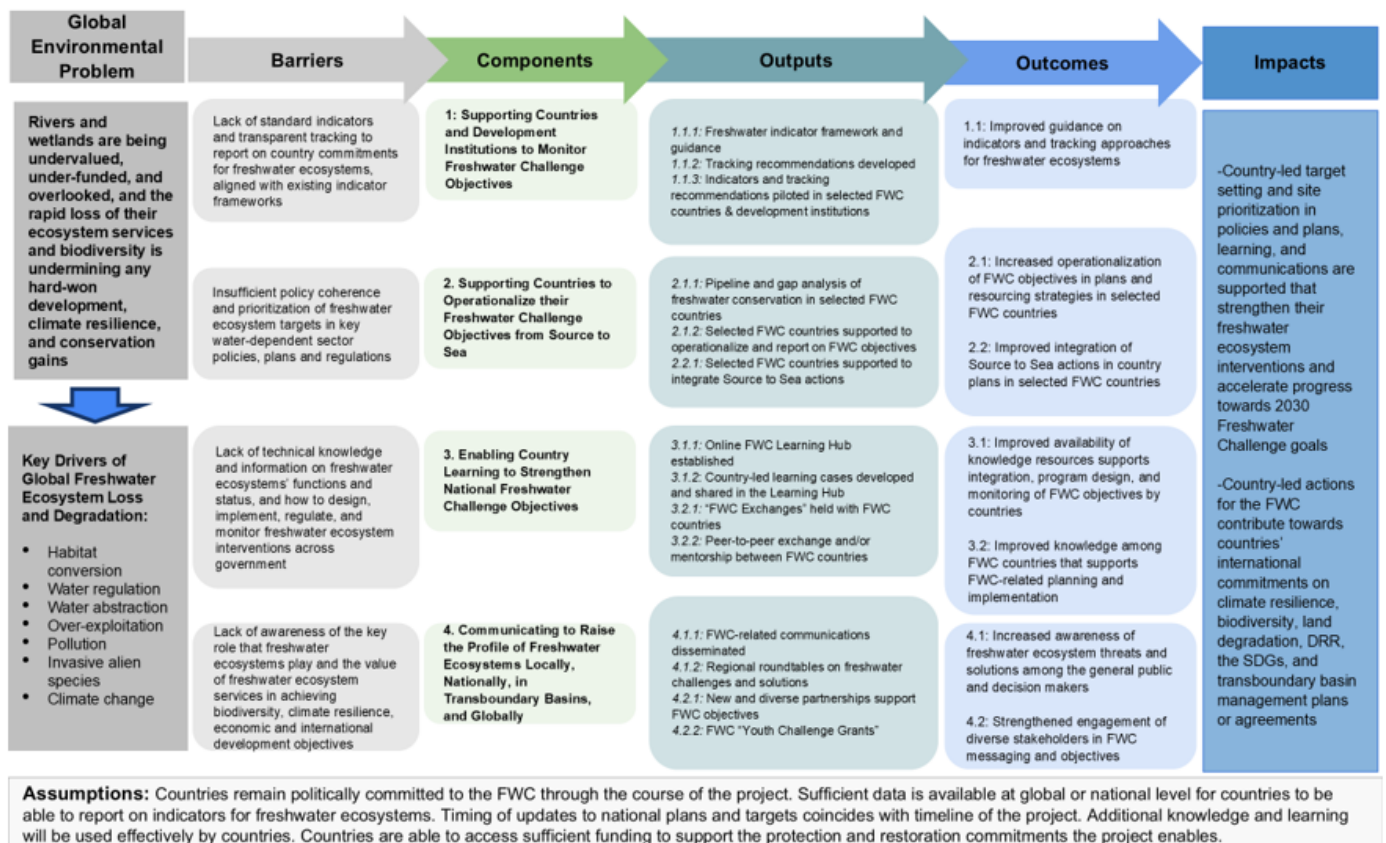 Global
Environmental
Problem
Barriers
Components
Outputs
Outcomes
Impacts
Rivers and
wetlands are being
undervalued,
under-funded, and
overlooked, and the
rapid loss of their
ecosystem services
and biodiversity is
undermining any
hard-won
development,
climate resilience,
and conservation
gains
Key Drivers of
Global Freshwater
Ecosystem Loss
and Degradation:
• Habitat
conversion
• Water regulation
• Water abstraction
• Over-exploitation
• Pollution
• Invasive alien
species
• Climate change
Lack of standard indicators
and transparent tracking to
report on country commitments
for freshwater ecosystems,
aligned with existing indicator
frameworks
1: Supporting Countries
and Development
Institutions to Monitor
Freshwater Challenge
Objectives
1.1.1: Freshwater indicator framework and
guidance
1.1.2: Tracking recommendations developed
1.1.3: Indicators and tracking
recommendations piloted in selected FWC
countries & development institutions
1.1: Improved guidance on
indicators and tracking approaches
for freshwater ecosystems
Insufficient policy coherence
and prioritization of freshwater
ecosystem targets in key
water-dependent sector
policies, plans and regulations
2. Supporting Countries to
Operationalize their
Freshwater Challenge
Objectives from Source to
Sea
2.1.1: Pipeline and gap analysis of
freshwater conservation in selected FWC
countries
2.1.2: Selected FWC countries supported to
operationalize and report on FWC objectives
2.2.1: Selected FWC countries supported to
integrate Source to Sea actions
2.1: Increased operationalization
of FWC objectives in plans and
resourcing strategies in selected
FWC countries
2.2: Improved integration of
Source to Sea actions in country
plans in selected FWC countries
Lack of technical knowledge
and information on freshwater
ecosystems' functions and
status, and how to design,
implement, regulate, and
monitor freshwater ecosystem
interventions across
government
3. Enabling Country
Learning to Strengthen
National Freshwater
Challenge Objectives
3.1.1: Online FWC Learning Hub
established
3.1.2: Country-led learning cases developed
and shared in the Learning Hub
3.2.1: "FWC Exchanges" held with FWC
countries
3.2.2: Peer-to-peer exchange and/or
mentorship between FWC countries
3.1: Improved availability of
knowledge resources supports
integration, program design, and
monitoring of FWC objectives by
countries
3.2: Improved knowledge among
FWC countries that supports
FWC-related planning and
implementation
Lack of awareness of the key
role that freshwater
ecosystems play and the value
of freshwater ecosystem
services in achieving
biodiversity, climate resilience,
economic and international
development objectives
4. Communicating to Raise
the Profile of Freshwater
Ecosystems Locally,
Nationally, in
Transboundary Basins,
and Globally
4.1.1: FWC-related communications
disseminated
4.1.2: Regional roundtables on freshwater
challenges and solutions
4.2.1: New and diverse partnerships support
FWC objectives
4.2.2: FWC "Youth Challenge Grants"
4.1: Increased awareness of
freshwater ecosystem threats and
solutions among the general public
and decision makers
4.2: Strengthened engagement of
diverse stakeholders in FWC
messaging and objectives
-Country-led target
setting and site
prioritization in
policies and plans,
learning, and
communications are
supported that
strengthen their
freshwater
ecosystem
interventions and
accelerate progress
towards 2030
Freshwater
Challenge goals
-Country-led actions
for the FWC
contribute towards
countries'
international
commitments on
climate resilience,
biodiversity, land
degradation, DRR,
the SDGs, and
transboundary basin
management plans
or agreements
Assumptions: Countries remain politically committed to the FWC through the course of the project. Sufficient data is available at global or national level for countries to be
able to report on indicators for freshwater ecosystems. Timing of updates to national plans and targets coincides with timeline of the project. Additional knowledge and learning
will be used effectively by countries. Countries are able to access sufficient funding to support the protection and restoration commitments the project enables.